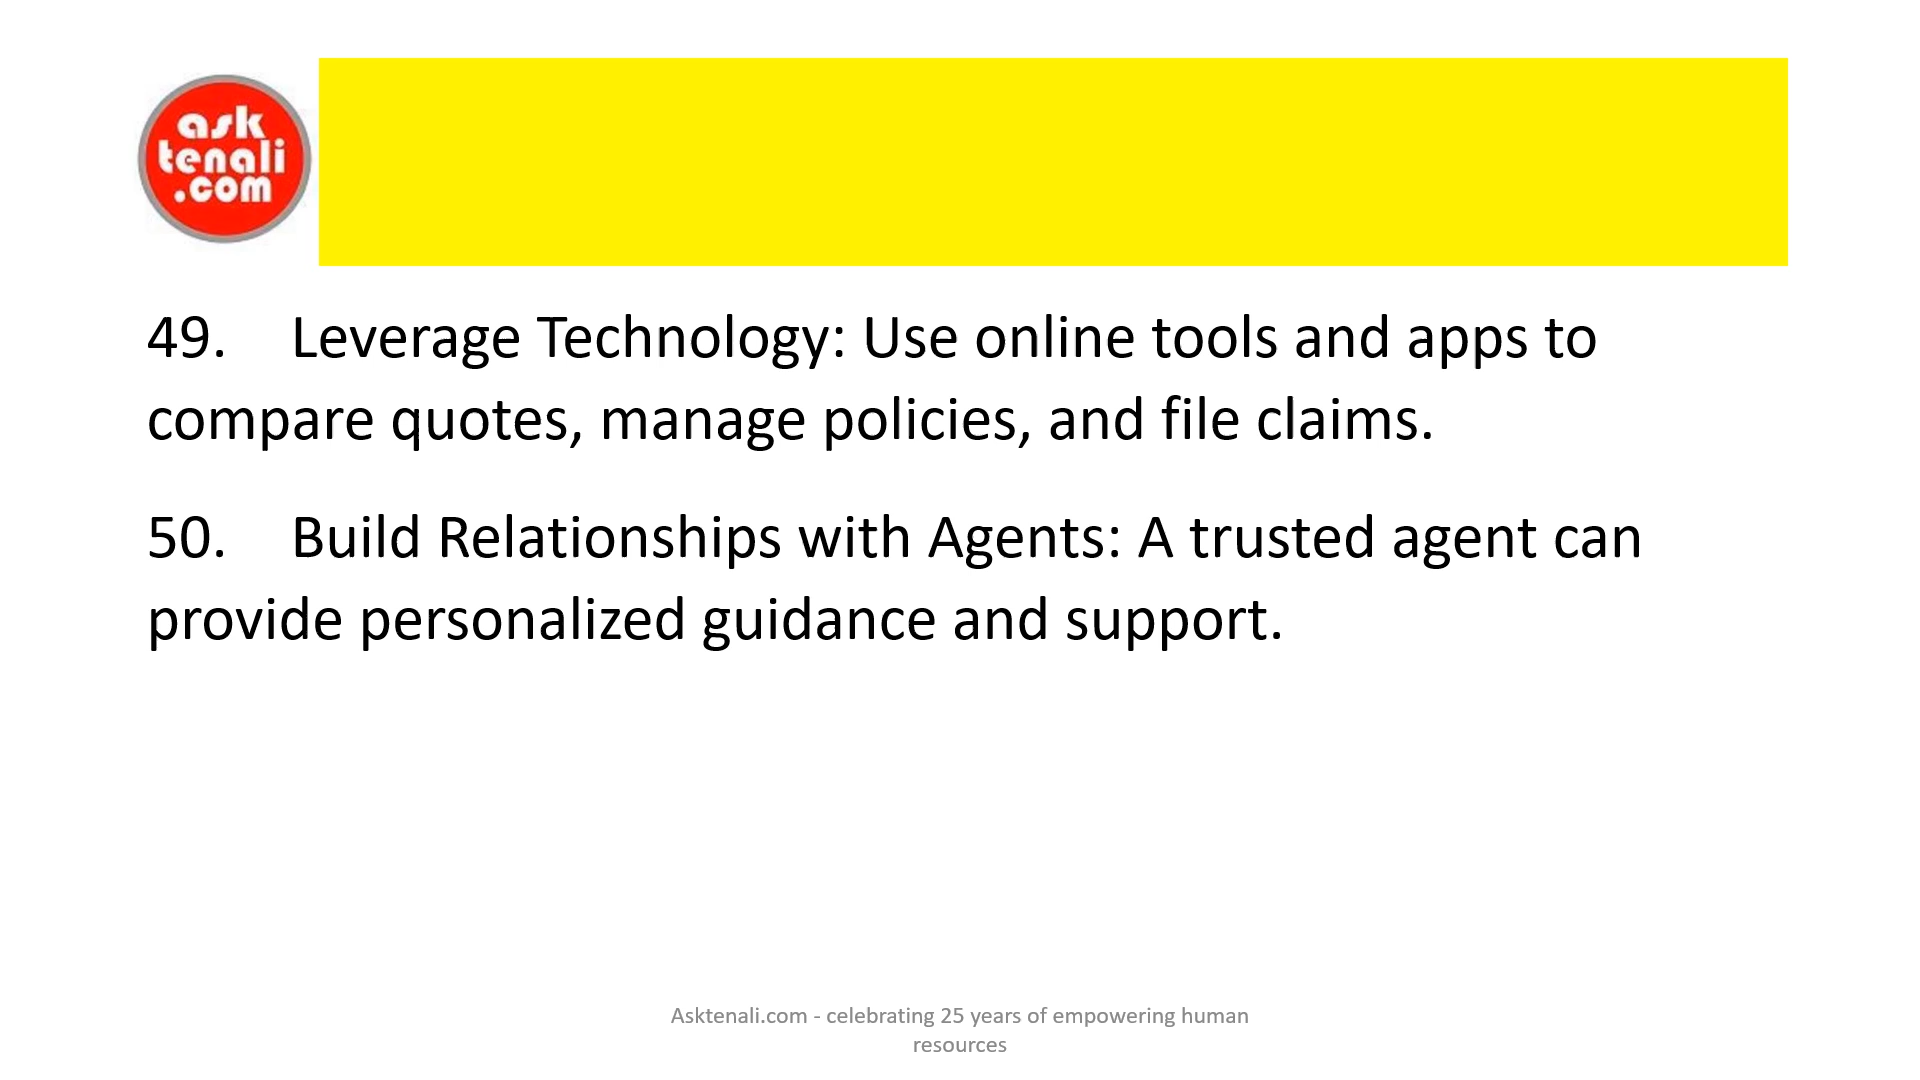 ask
tenali
.com
49. Leverage Technology: Use online tools and apps to
compare quotes, manage policies, and file claims.
50. Build Relationships with Agents: A trusted agent can
provide personalized guidance and support.
Asktenali.com - celebrating 25 years of empowering human
resources